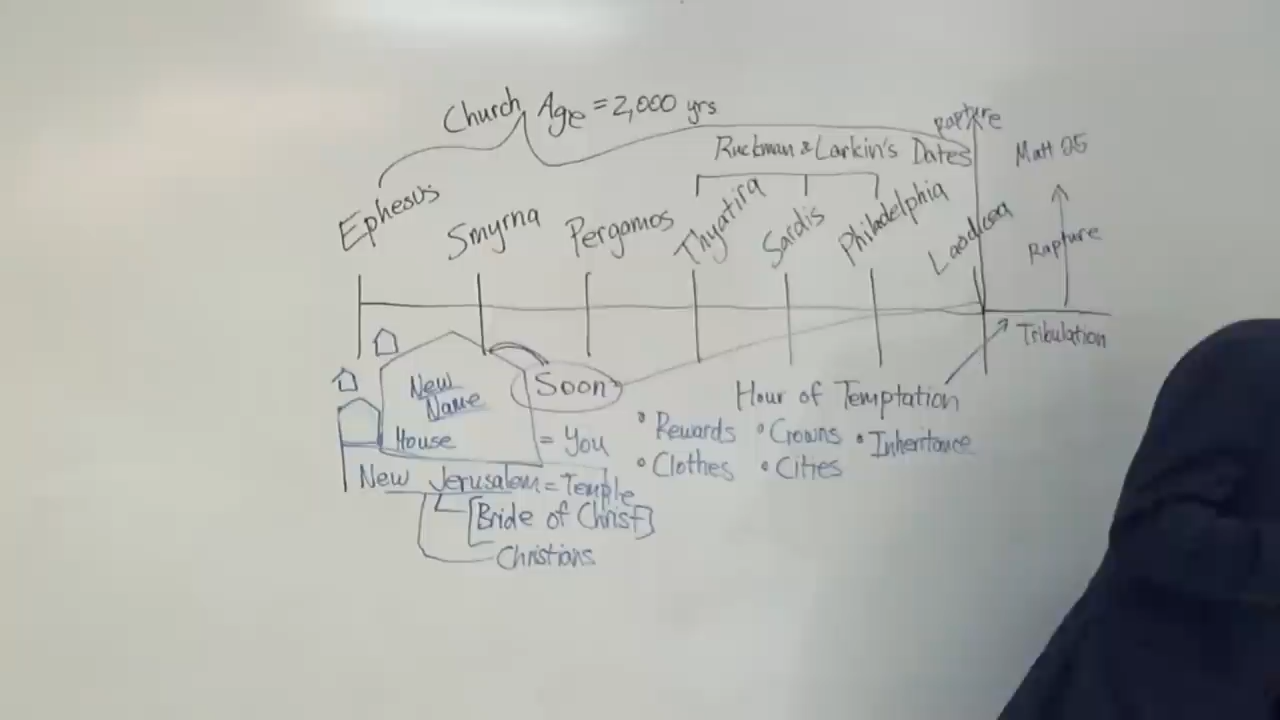 Church Age = 2,000 yrs
Rapture
Ruckman & Larkin's Dates
Matt 25
Ephesus
Smyrna
Pergamos
Thyatira
Sardis
Philadelphia
Laodicea
Rapture
Tribulation
New Name
Soon
Hour of Temptation
House = You
• Rewards • Crowns • Inheritance
• Clothes • Cities
New Jerusalem = Temple
[Bride of Christ]
Christians